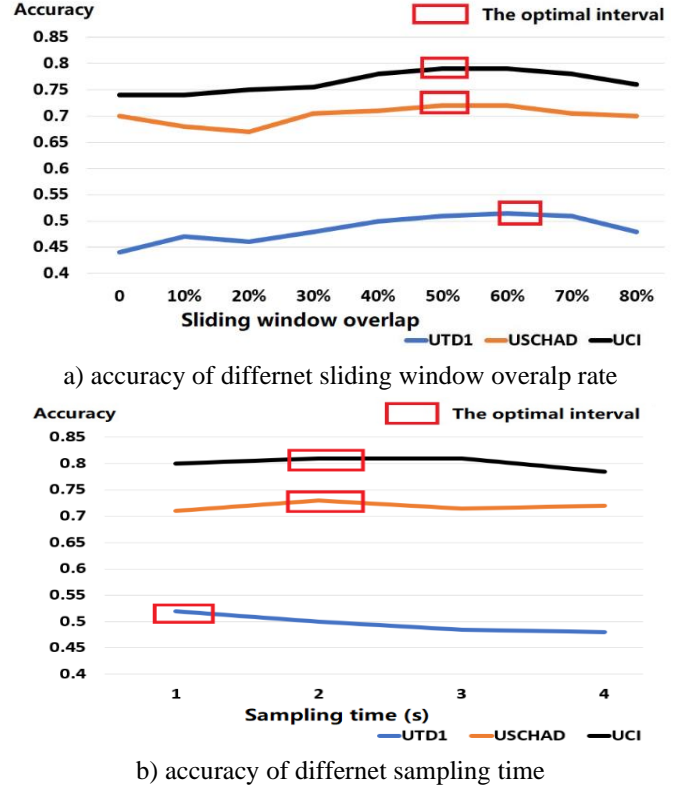 Accuracy
The optimal interval
0.85
0.8
0.75
0.7
0.65
0.6
0.55
0.5
0.45
0.4
0 10% 20% 30% 40% 50% 60% 70% 80%
Sliding window overlap
UTD1 USCHAD UCI
a) accuracy of differnet sliding window overalp rate
Accuracy
The optimal interval
0.85
0.8
0.75
0.7
0.65
0.6
0.55
0.5
0.45
0.4
1 2 3 4
Sampling time (s)
UTD1 USCHAD UCI
b) accuracy of differnet sampling time